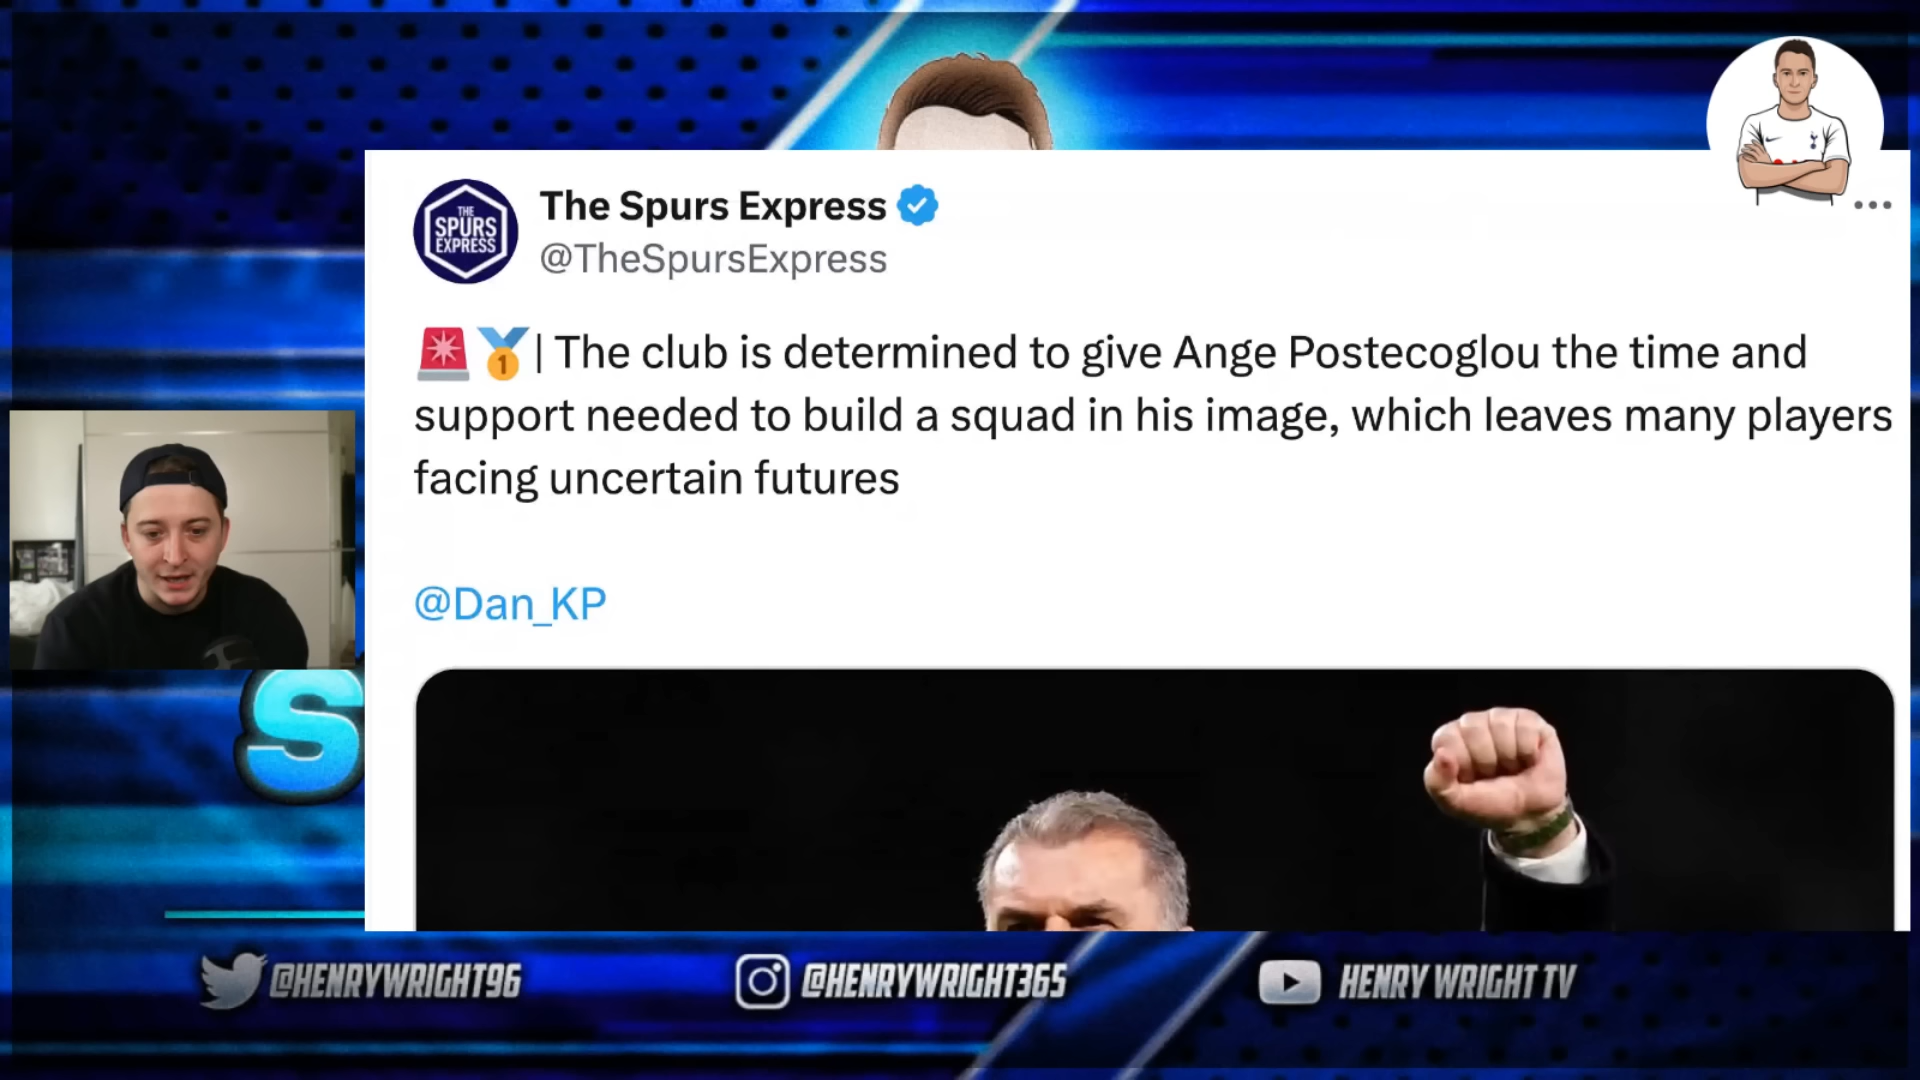 THE
SPURS
EXPRESS
The Spurs Express
@TheSpursExpress
🚨🥇| The club is determined to give Ange Postecoglou the time and
support needed to build a squad in his image, which leaves many players
facing uncertain futures
@Dan_KP
S
@HENRYWRIGHT96
@HENRYWRIGHT365
HENRY WRIGHT TV